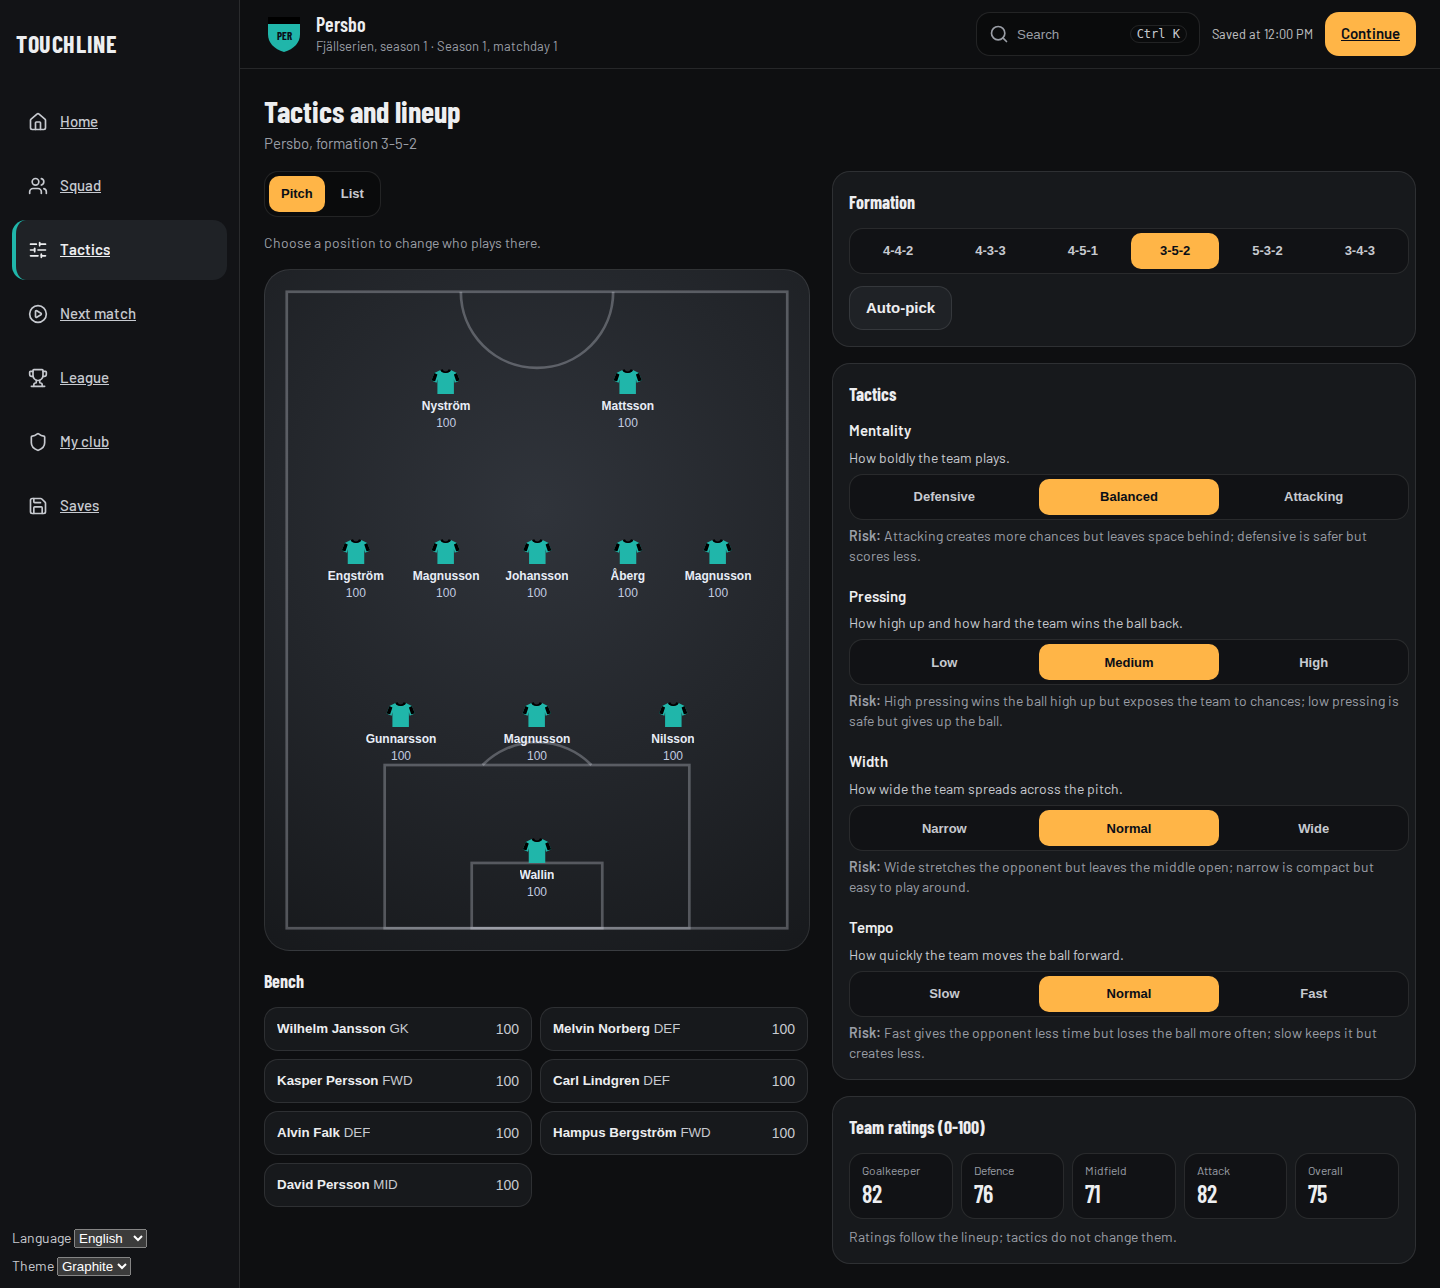 TOUCHLINE
Home
Squad
Tactics
Next match
League
My club
Saves
Language English
Theme Graphite
PER
Persbo
Fjällserien, season 1 · Season 1, matchday 1
Search
Ctrl K
Saved at 12:00 PM
Continue
Tactics and lineup
Persbo, formation 3-5-2
Pitch List
Choose a position to change who plays there.
Nyström Mattsson
100 100
Engström Magnusson Johansson Åberg Magnusson
100 100 100 100 100
Gunnarsson Magnusson Nilsson
100 100 100
Wallin
100
Bench
Wilhelm Jansson GK 100
Melvin Norberg DEF 100
Kasper Persson FWD 100
Carl Lindgren DEF 100
Alvin Falk DEF 100
Hampus Bergström FWD 100
David Persson MID 100
Formation
4-4-2 4-3-3 4-5-1 3-5-2 5-3-2 3-4-3
Auto-pick
Tactics
Mentality
How boldly the team plays.
Defensive Balanced Attacking
Risk: Attacking creates more chances but leaves space behind; defensive is safer but
scores less.
Pressing
How high up and how hard the team wins the ball back.
Low Medium High
Risk: High pressing wins the ball high up but exposes the team to chances; low pressing is
safe but gives up the ball.
Width
How wide the team spreads across the pitch.
Narrow Normal Wide
Risk: Wide stretches the opponent but leaves the middle open; narrow is compact but
easy to play around.
Tempo
How quickly the team moves the ball forward.
Slow Normal Fast
Risk: Fast gives the opponent less time but loses the ball more often; slow keeps it but
creates less.
Team ratings (0-100)
Goalkeeper Defence Midfield Attack Overall
82 76 71 82 75
Ratings follow the lineup; tactics do not change them.